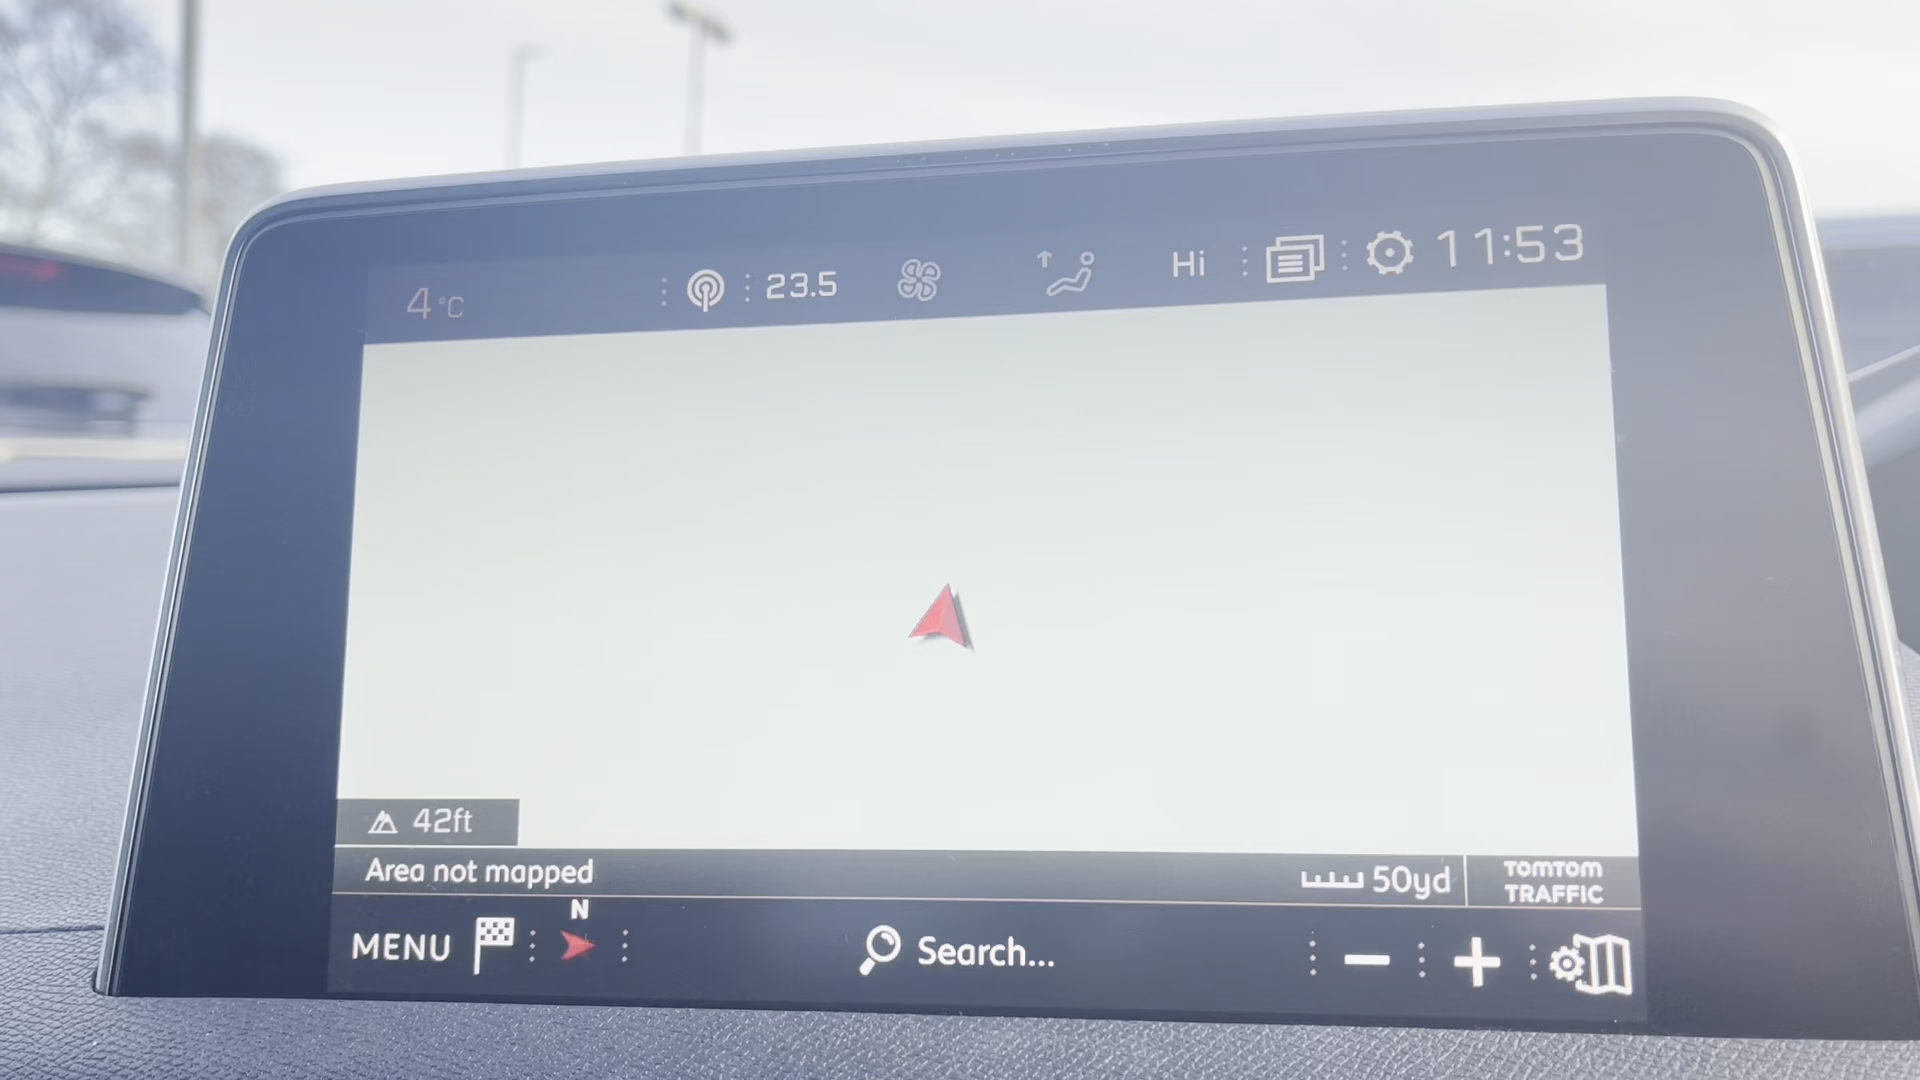 4°C 23.5 Hi 11:53
42ft
Area not mapped 50yd TOMTOM
TRAFFIC
N
MENU Search...